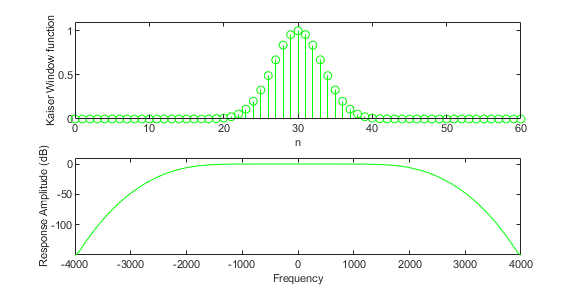 Kaiser Window function
1
0.5
0
0 10 20 30 40 50 60
n
Response Amplitude (dB)
0
-50
-100
-4000 -3000 -2000 -1000 0 1000 2000 3000 4000
Frequency